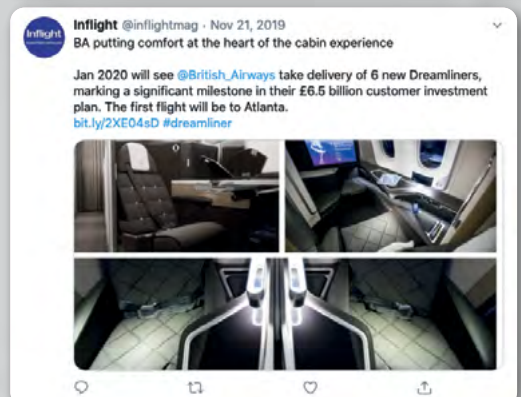 Inflight
Inflight @inflightmag · Nov 21, 2019
BA putting comfort at the heart of the cabin experience
Jan 2020 will see @British_Airways take delivery of 6 new Dreamliners,
marking a significant milestone in their £6.5 billion customer investment
plan. The first flight will be to Atlanta.
bit.ly/2XE04sD #dreamliner